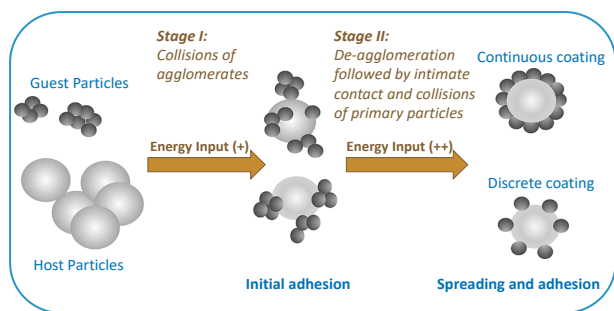 Stage I:
Collisions of
agglomerates
Stage II:
De-agglomeration
followed by intimate
contact and collisions
of primary particles
Guest Particles
Continuous coating
Energy Input (+)
Energy Input (++)
Discrete coating
Host Particles
Initial adhesion
Spreading and adhesion